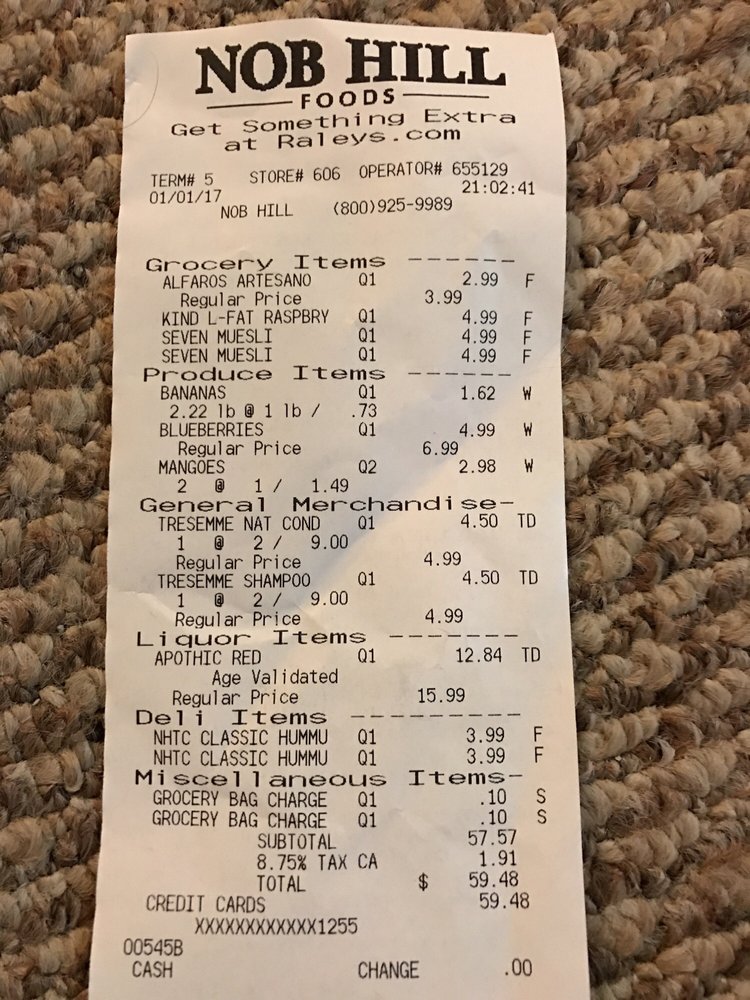 NOB HILL
FOODS
Get Something Extra
at Raleys.com
TERM# 5 STORE# 606 OPERATOR# 655129
01/01/17 21:02:41
NOB HILL (800)925-9989
Grocery Items ------
ALFAROS ARTESANO Q1 2.99 F
Regular Price 3.99
KIND L-FAT RASPBRY Q1 4.99 F
SEVEN MUESLI Q1 4.99 F
SEVEN MUESLI Q1 4.99 F
Produce Items ------
BANANAS Q1 1.62 W
2.22 lb @ 1 lb / .73
BLUEBERRIES Q1 4.99 W
Regular Price 6.99
MANGOES Q2 2.98 W
2 @ 1 / 1.49
General Merchandise-
TRESEMME NAT COND Q1 4.50 TD
1 @ 2 / 9.00
Regular Price 4.99
TRESEMME SHAMPOO Q1 4.50 TD
1 @ 2 / 9.00
Regular Price 4.99
Liquor Items -------
APOTHIC RED Q1 12.84 TD
Age Validated
Regular Price 15.99
Deli Items ---------
NHTC CLASSIC HUMMU Q1 3.99 F
NHTC CLASSIC HUMMU Q1 3.99 F
Miscellaneous Items-
GROCERY BAG CHARGE Q1 .10 S
GROCERY BAG CHARGE Q1 .10 S
SUBTOTAL 57.57
8.75% TAX CA 1.91
TOTAL $ 59.48
CREDIT CARDS 59.48
XXXXXXXXXXXX1255
00545B
CASH CHANGE .00